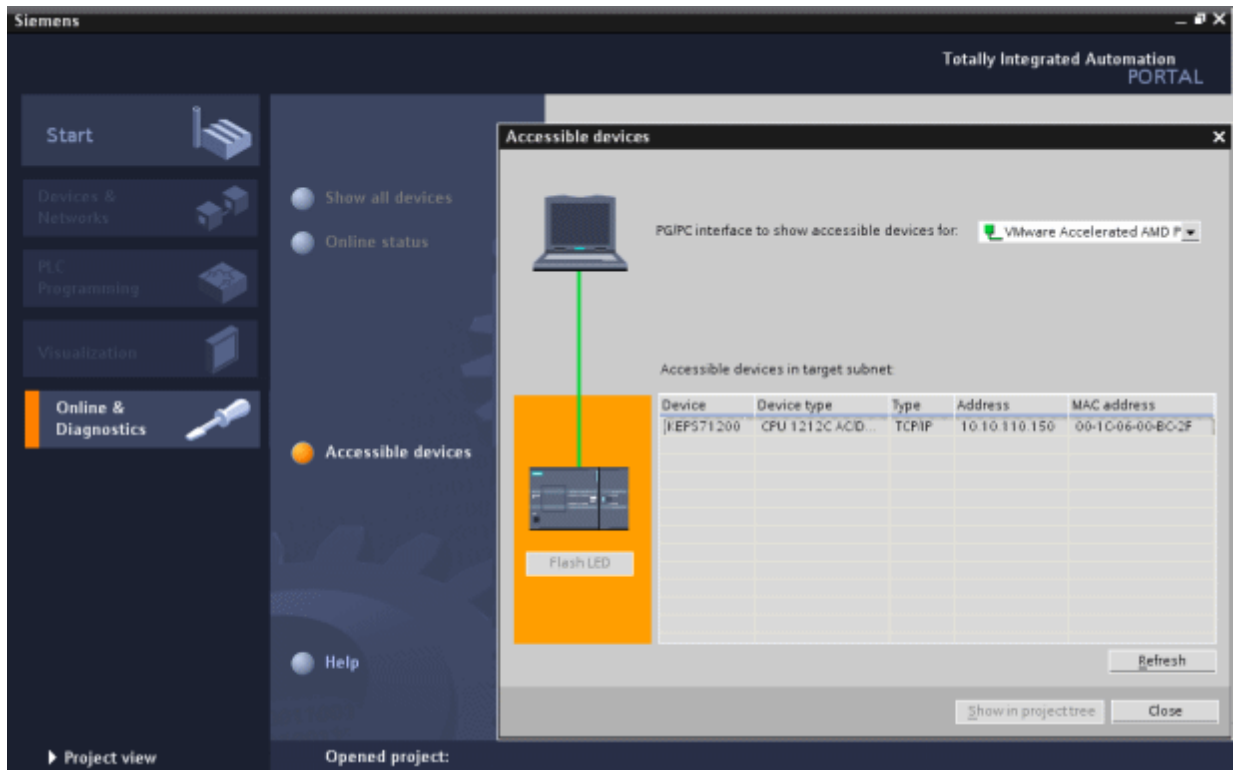 Siemens
Totally Integrated Automation
PORTAL
Start
Devices &
Networks
PLC
Programming
Visualization
Online &
Diagnostics
Show all devices
Online status
Accessible devices
Help
Accessible devices
PG/PC interface to show accessible devices for:
VMware Accelerated AMD P
Accessible devices in target subnet:
Device Device type Type Address MAC address
KEPS71200 CPU 1212C AC/D... TCP/IP 10.10.110.150 00-1C-06-00-BC-2F
Flash LED
Refresh
Show in project tree Close
Project view
Opened project: